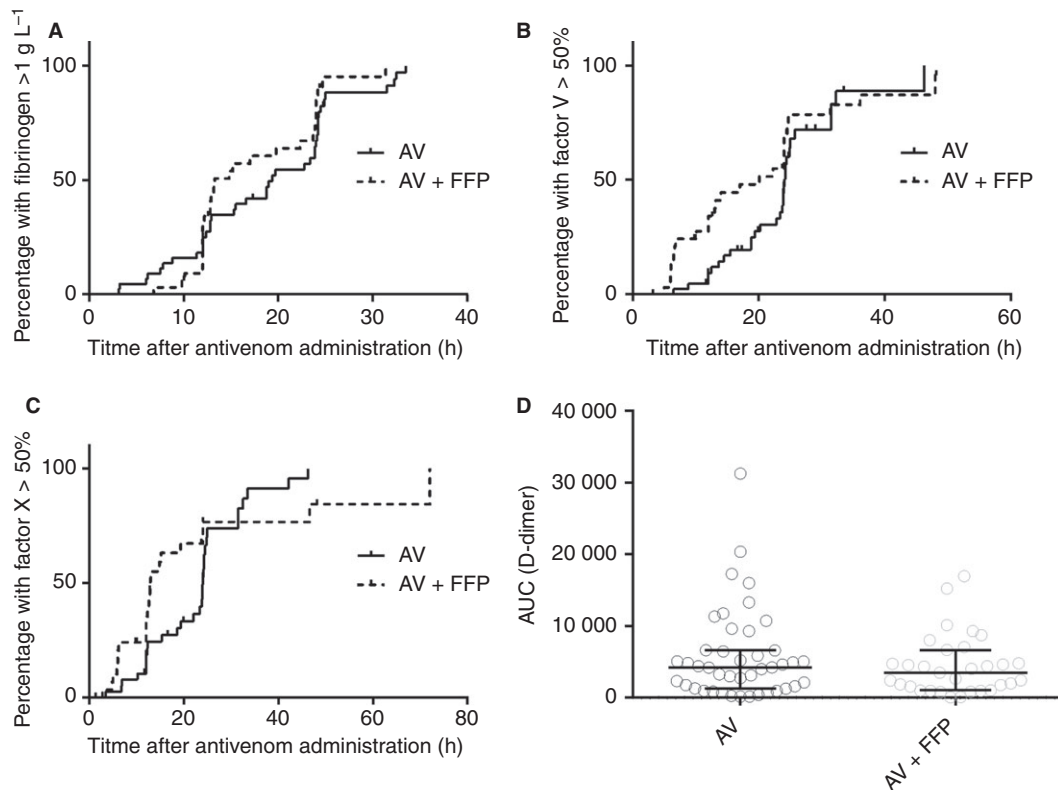 A
Percentage with fibrinogen >1 g L⁻¹
100
50
0
0 10 20 30 40
Titme after antivenom administration (h)
AV
AV + FFP
B
Percentage with factor V > 50%
100
50
0
0 20 40 60
Titme after antivenom administration (h)
AV
AV + FFP
C
Percentage with factor X > 50%
100
50
0
0 20 40 60 80
Titme after antivenom administration (h)
AV
AV + FFP
D
AUC (D-dimer)
40 000
30 000
20 000
10 000
0
AV
AV + FFP